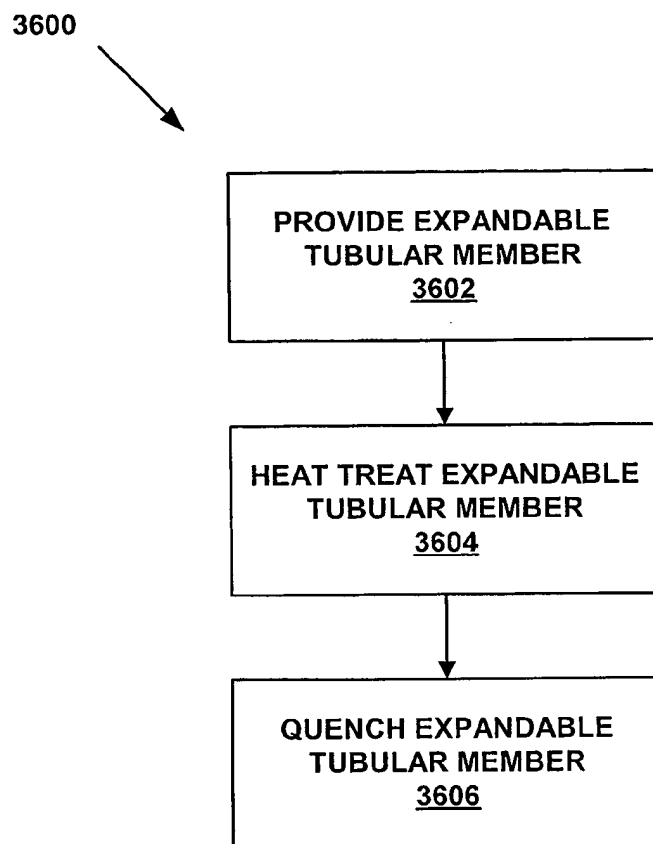 3600
PROVIDE EXPANDABLE
TUBULAR MEMBER
3602
HEAT TREAT EXPANDABLE
TUBULAR MEMBER
3604
QUENCH EXPANDABLE
TUBULAR MEMBER
3606